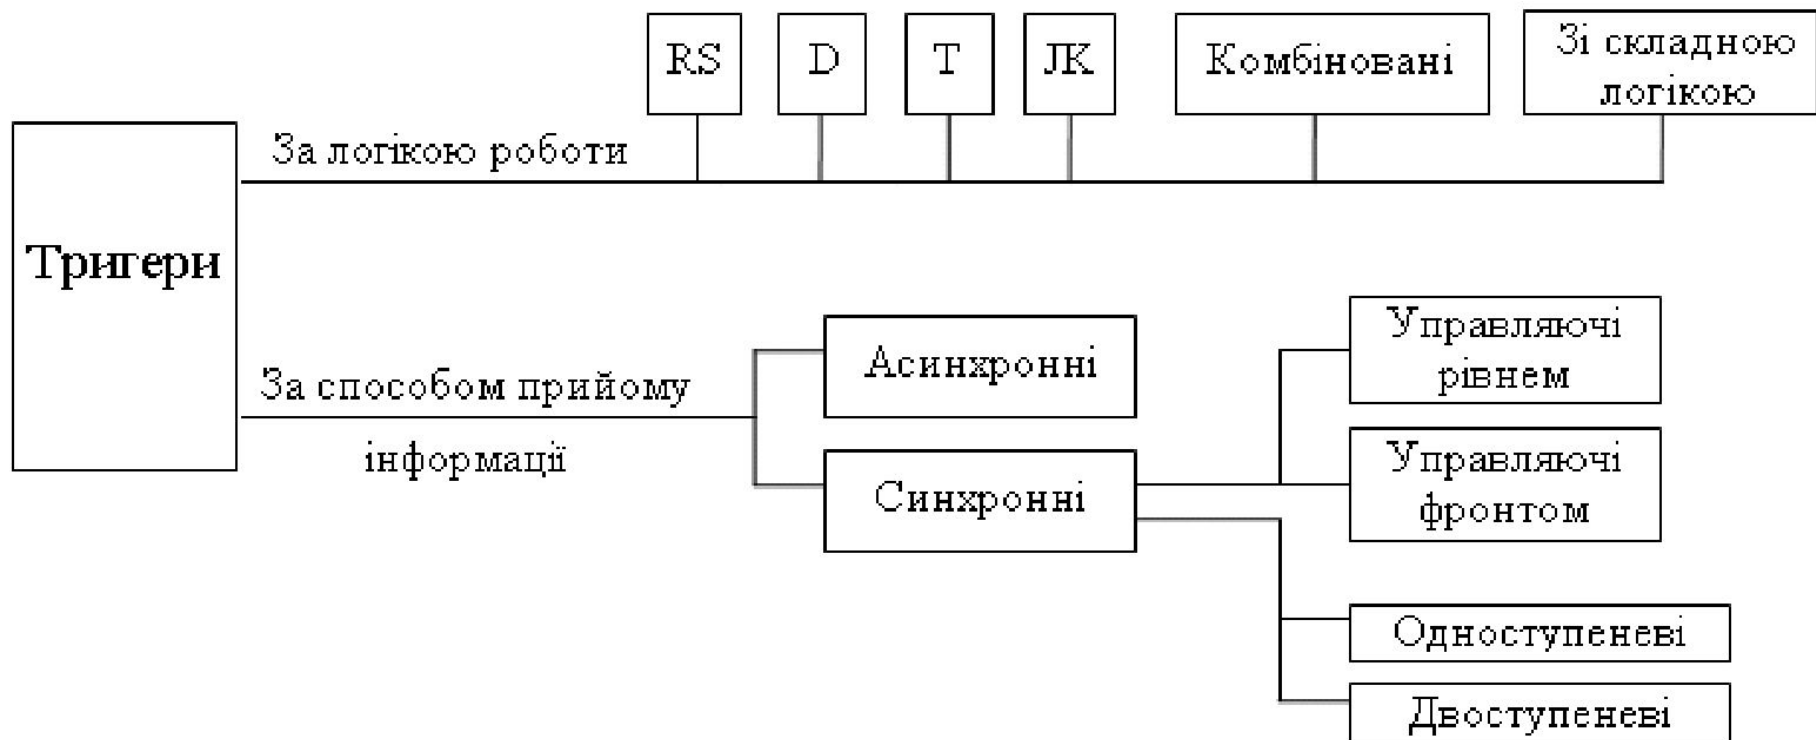 RS
D
T
JK
Комбіновані
Зі складною
логікою
За логікою роботи
Тригери
За способом прийому
інформації
Асинхронні
Синхронні
Управляючі
рівнем
Управляючі
фронтом
Одноступеневі
Двоступеневі